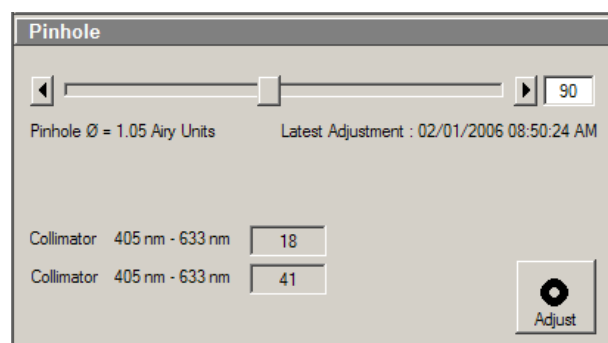 Pinhole
90
Pinhole Ø = 1.05 Airy Units Latest Adjustment : 02/01/2006 08:50:24 AM
Collimator 405 nm - 633 nm 18
Collimator 405 nm - 633 nm 41
Adjust